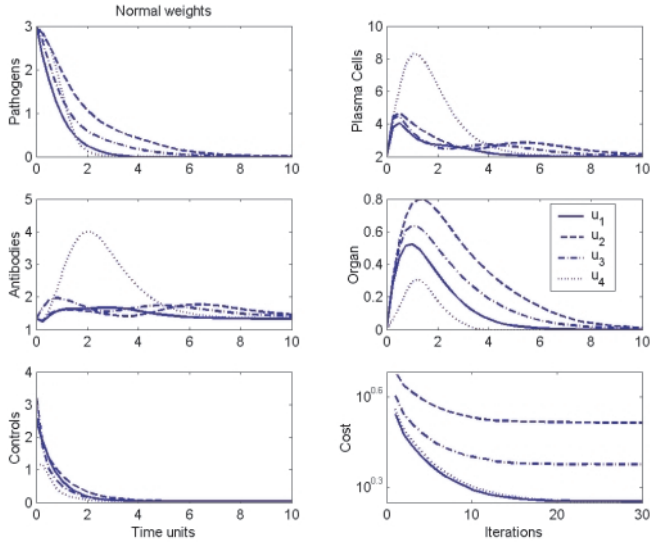 Normal weights
Pathogens
3
2
1
0
0 2 4 6 8 10
Plasma Cells
10
8
6
4
2
0 2 4 6 8 10
Antibodies
5
4
3
2
1
0 2 4 6 8 10
Organ
0.8
0.6
0.4
0.2
0
0 2 4 6 8 10
u1
u2
u3
u4
Controls
4
3
2
1
0
0 2 4 6 8 10
Time units
Cost
10^0.6
10^0.3
0 10 20 30
Iterations